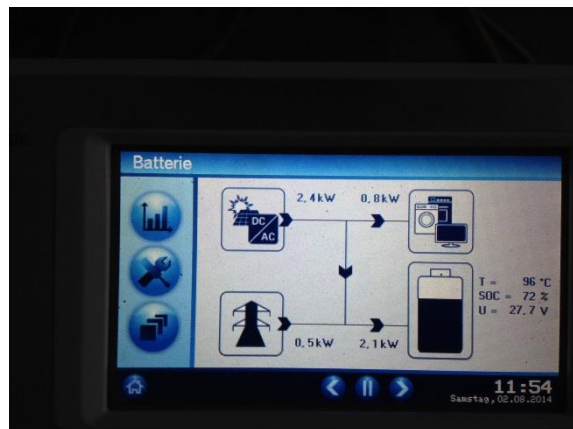 Batterie
2,4kW
0,8kW
DC
AC
T = 96 °C
SOC = 72 %
U = 27.7 V
0,5kW
2,1kW
11:54
Samstag, 02.08.2014